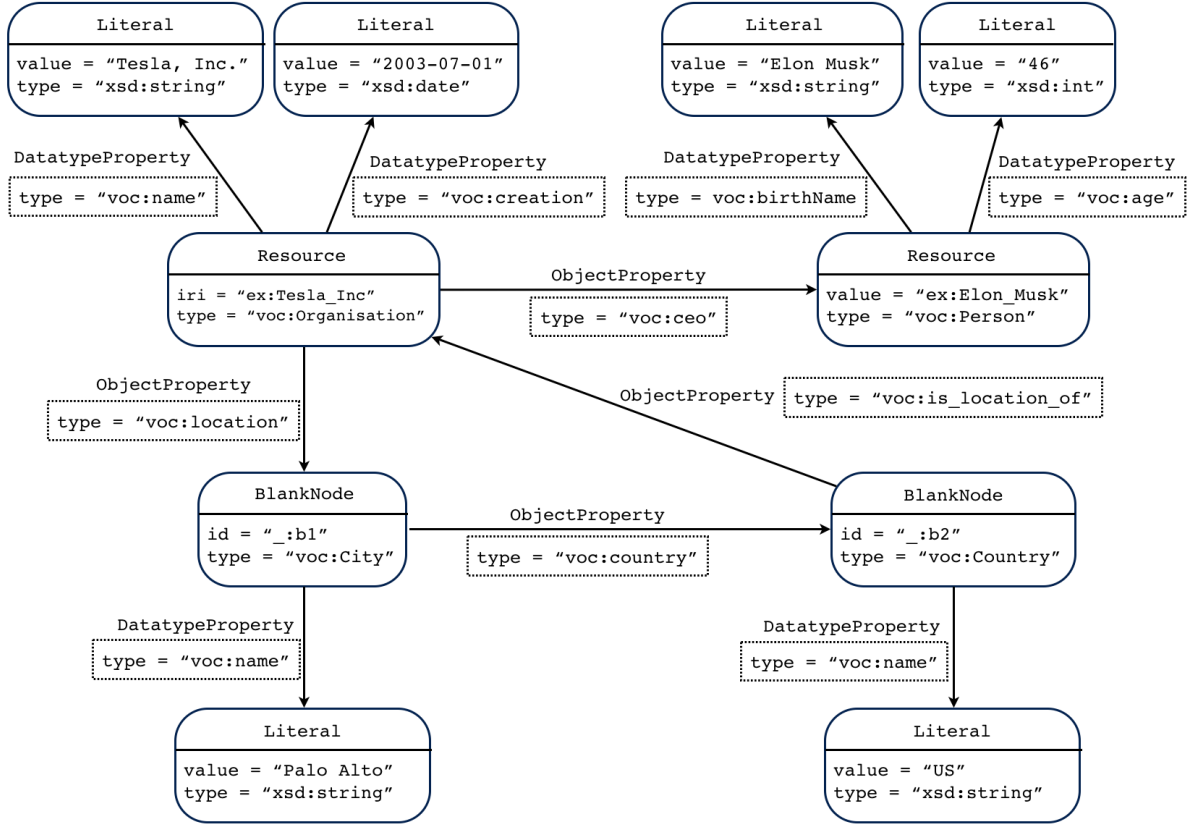 Literal
value = “Tesla, Inc.”
type = “xsd:string”
Literal
value = “2003-07-01”
type = “xsd:date”
Literal
value = “Elon Musk”
type = “xsd:string”
Literal
value = “46”
type = “xsd:int”
DatatypeProperty
type = “voc:name”
DatatypeProperty
type = “voc:creation”
DatatypeProperty
type = voc:birthName
DatatypeProperty
type = “voc:age”
Resource
iri = “ex:Tesla_Inc”
type = “voc:Organisation”
ObjectProperty
type = “voc:ceo”
Resource
value = “ex:Elon_Musk”
type = “voc:Person”
ObjectProperty
type = “voc:location”
ObjectProperty
type = “voc:is_location_of”
BlankNode
id = “_:b1”
type = “voc:City”
ObjectProperty
type = “voc:country”
BlankNode
id = “_:b2”
type = “voc:Country”
DatatypeProperty
type = “voc:name”
DatatypeProperty
type = “voc:name”
Literal
value = “Palo Alto”
type = “xsd:string”
Literal
value = “US”
type = “xsd:string”